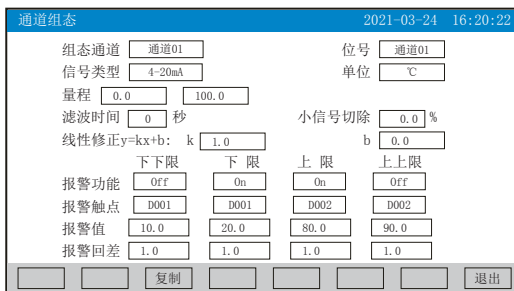 通道组态 2021-03-24 16:20:22
组态通道 通道01 位号 通道01
信号类型 4-20mA 单位 ℃
量程 0.0 100.0
滤波时间 0 秒 小信号切除 0.0 %
线性修正y=kx+b: k 1.0 b 0.0
下下限 下 限 上 限 上上限
报警功能 Off On On Off
报警触点 DO01 DO01 DO02 DO02
报警值 10.0 20.0 80.0 90.0
报警回差 1.0 1.0 1.0 1.0
复制 退出